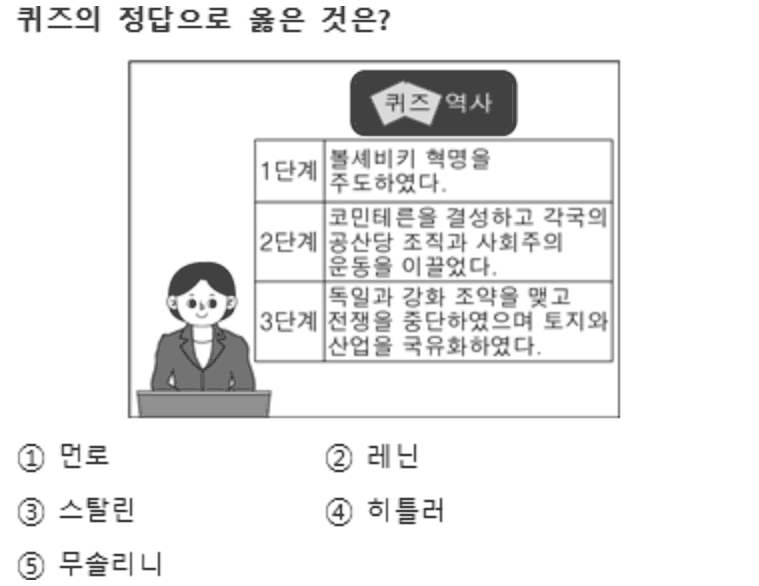 퀴즈의 정답으로 옳은 것은?
퀴즈 역사
1단계 볼셰비키 혁명을
주도하였다.
2단계 코민테른을 결성하고 각국의
공산당 조직과 사회주의
운동을 이끌었다.
3단계 독일과 강화 조약을 맺고
전쟁을 중단하였으며 토지와
산업을 국유화하였다.
① 먼로 ② 레닌
③ 스탈린 ④ 히틀러
⑤ 무솔리니